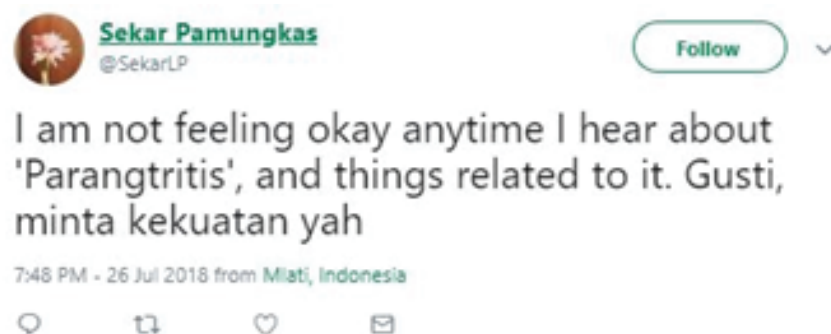 Sekar Pamungkas
@SekarLP
Follow
I am not feeling okay anytime I hear about
'Parangtritis', and things related to it. Gusti,
minta kekuatan yah
7:48 PM - 26 Jul 2018 from Mlati, Indonesia